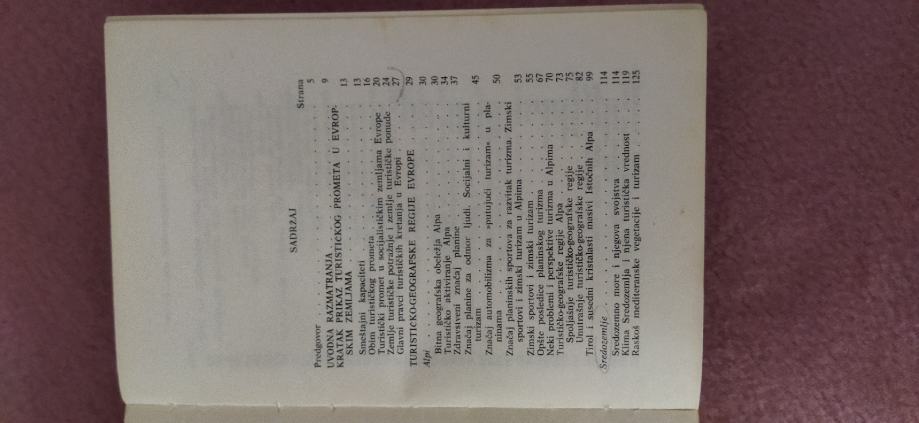 SADRŽAJ
Strana
Predgovor . . . . . . . . . . 5
UVODNA RAZMATRANJA . . . . . . . . . . 9
KRATAK PRIKAZ TURISTIČKOG PROMETA U EVROP-
SKIM ZEMLJAMA . . . . . . . . . . 13
Smeštajni kapaciteti . . . . . . . . . . 13
Obim turističkog prometa . . . . . . . . . . 16
Turistički promet u socijalističkim zemljama Evrope 20
Zemlje turističke potražnje i zemlje turističke ponude 24
Glavni pravci turističkih kretanja u Evropi . . . 27
TURISTIČKO-GEOGRAFSKE REGIJE EVROPE . . . 29
Alpi . . . . . . . . . . 30
Bitna geografska obeležja Alpa . . . . . . . . . . 30
Turističko aktiviranje Alpa . . . . . . . . . . 34
Zdravstveni značaj planine . . . . . . . . . . 37
Značaj planine za odmor ljudi. Socijalni i kulturni
turizam . . . . . . . . . . 45
Značaj automobilizma za »putujući turizam« u pla-
ninama . . . . . . . . . . 50
Značaj planinskih sportova za razvitak turizma. Zimski
sportovi i zimski turizam u Alpima . . . . . 53
Zimski sportovi i zimski turizam . . . . . . . 55
Opšte posledice planinskog turizma . . . . . . 67
Neki problemi i perspektive turizma u Alpima . . 70
Turističko-geografske regije Alpa . . . . . . . 73
Spoljašnje turističko-geografske regije . . . . 75
Unutrašnje turističko-geografske regije . . . . 82
Tirol i susedni kristalasti masivi Istočnih Alpa . 99
Sredozemlje . . . . . . . . . . 114
Sredozemno more i njegova svojstva . . . . . . 114
Klima Sredozemlja i njena turistička vrednost . . 119
Raskoš mediteranske vegetacije i turizam . . . . 125